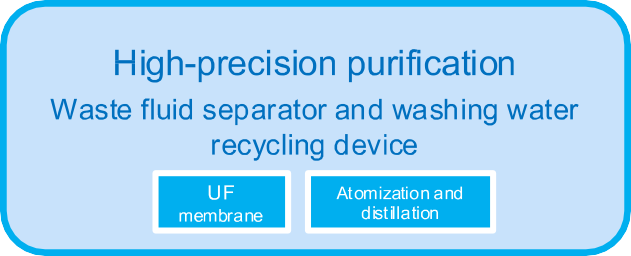 High-precision purification
Waste fluid separator and washing water
recycling device
UF
membrane
Atomization and
distillation